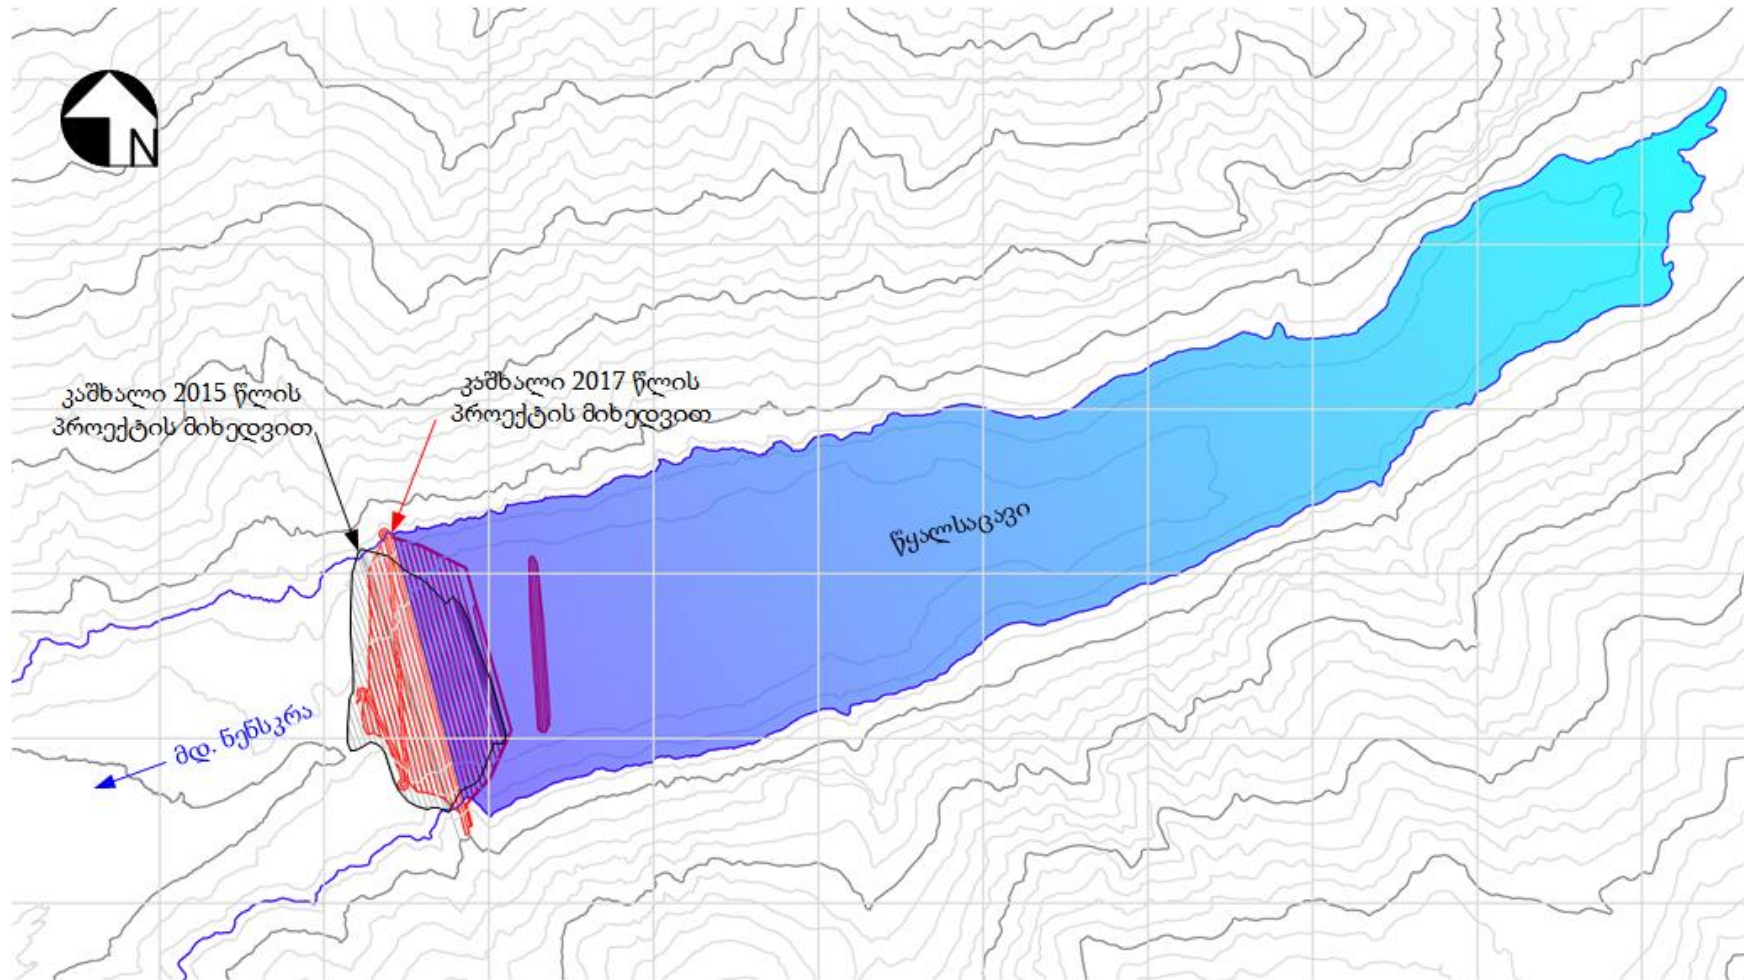 N
კაშხალი 2015 წლის
პროექტის მიხედვით
კაშხალი 2017 წლის
პროექტის მიხედვით
წყალსაცავი
მდ. ნენსკრა